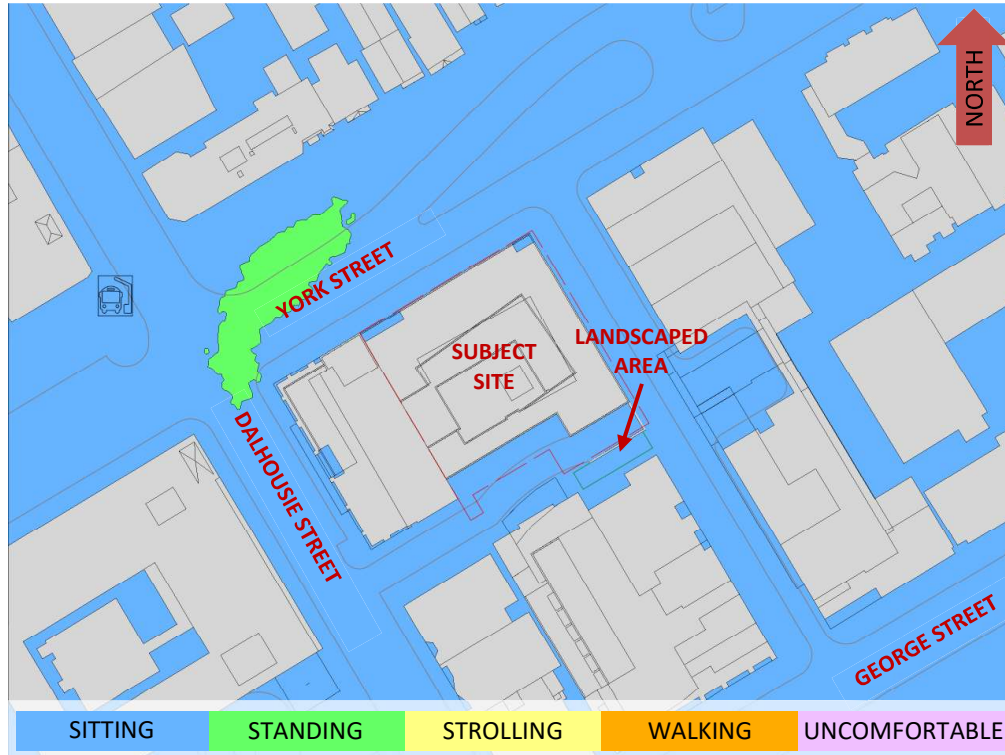 NORTH
YORK STREET
SUBJECT
SITE
LANDSCAPED
AREA
DALHOUSIE STREET
GEORGE STREET
SITTING
STANDING
STROLLING
WALKING
UNCOMFORTABLE